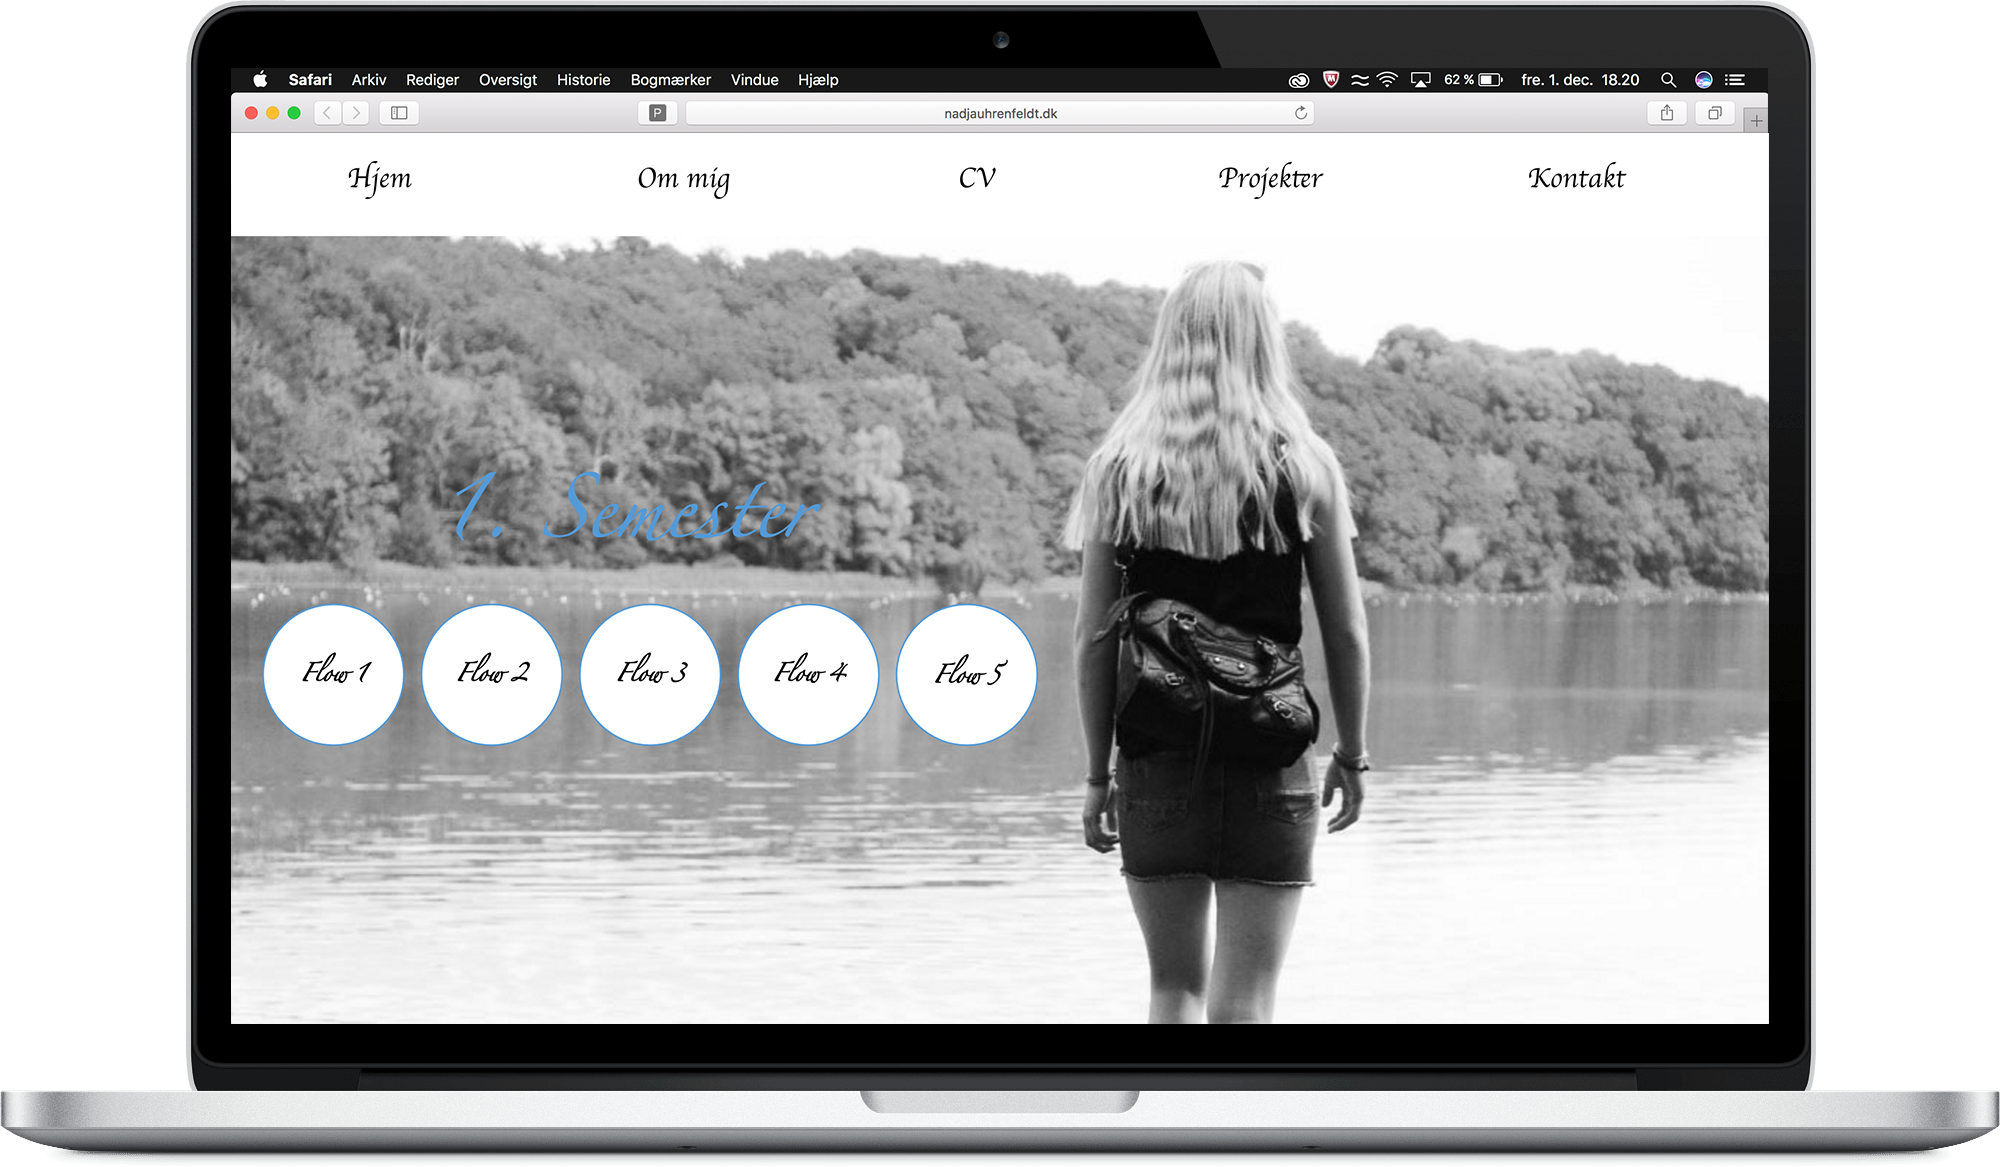 Safari Arkiv Rediger Oversigt Historie Bogmærker Vindue Hjælp 62 % fre. 1. dec. 18.20
P nadjauhrenfeldt.dk
Hjem Om mig CV Projekter Kontakt
1. Semester
Flow 1 Flow 2 Flow 3 Flow 4 Flow 5